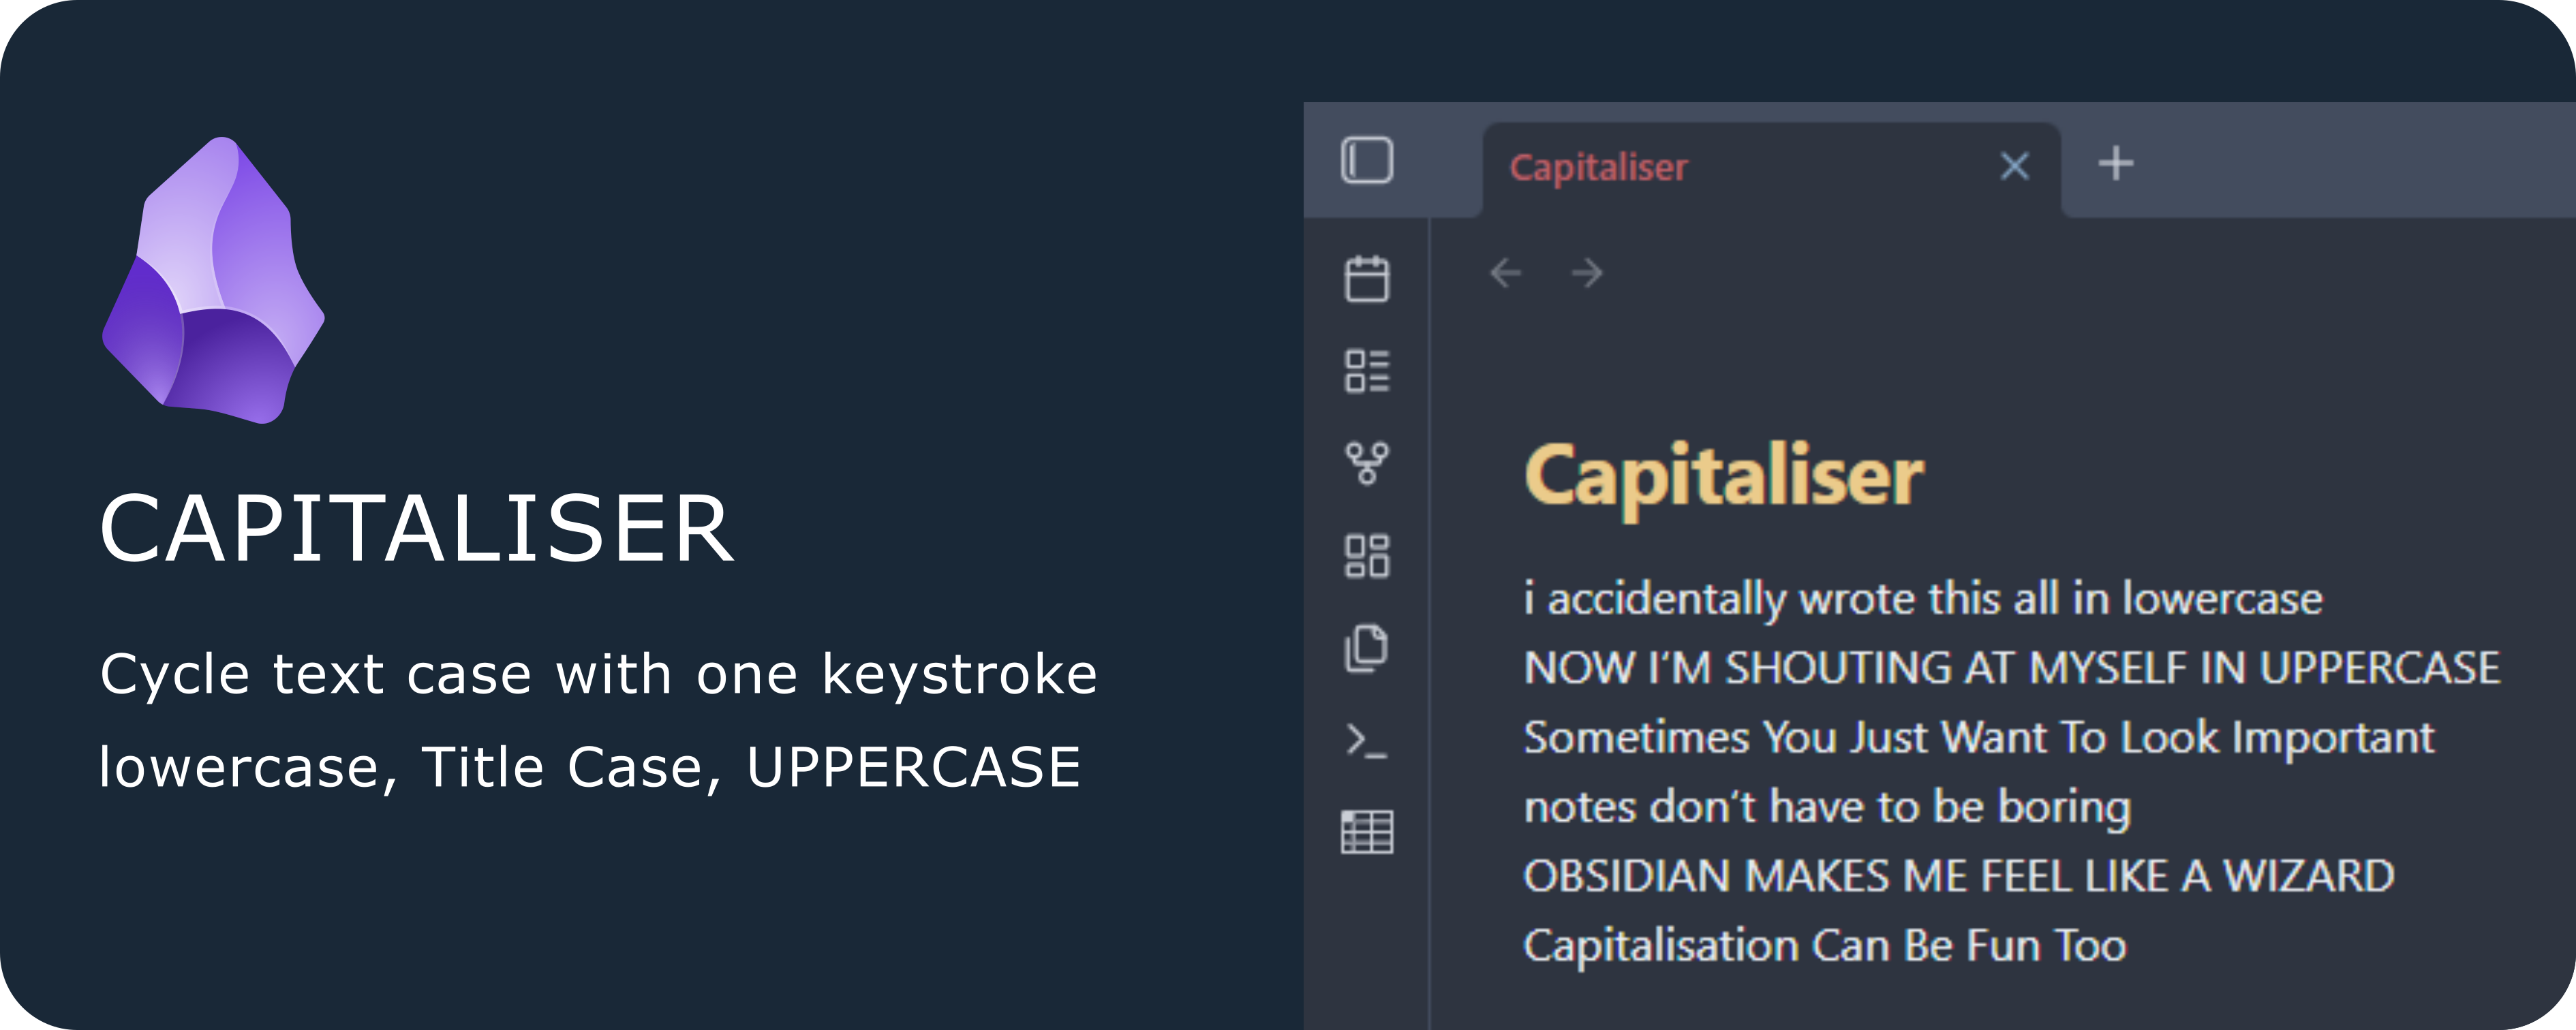 CAPITALISER
Cycle text case with one keystroke
lowercase, Title Case, UPPERCASE
Capitaliser
Capitaliser
i accidentally wrote this all in lowercase
NOW I‘M SHOUTING AT MYSELF IN UPPERCASE
Sometimes You Just Want To Look Important
notes don‘t have to be boring
OBSIDIAN MAKES ME FEEL LIKE A WIZARD
Capitalisation Can Be Fun Too